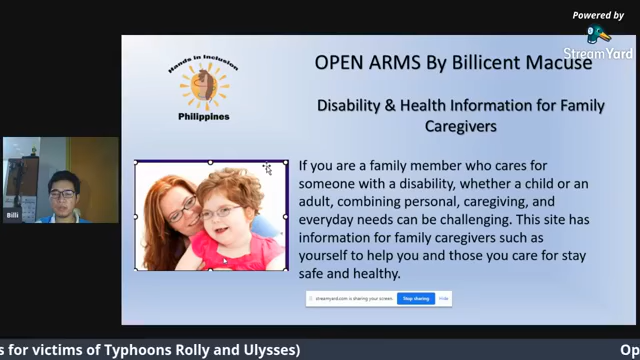 Powered by
StreamYard
Hands in Inclusion
Philippines
OPEN ARMS By Billicent Macuse
Disability & Health Information for Family
Caregivers
If you are a family member who cares for
someone with a disability, whether a child or an
adult, combining personal, caregiving, and
everyday needs can be challenging. This site has
information for family caregivers such as
yourself to help you and those you care for stay
safe and healthy.
Billi
streamyard.com is sharing your screen.
Stop sharing
Hide
s for victims of Typhoons Rolly and Ulysses)
Op